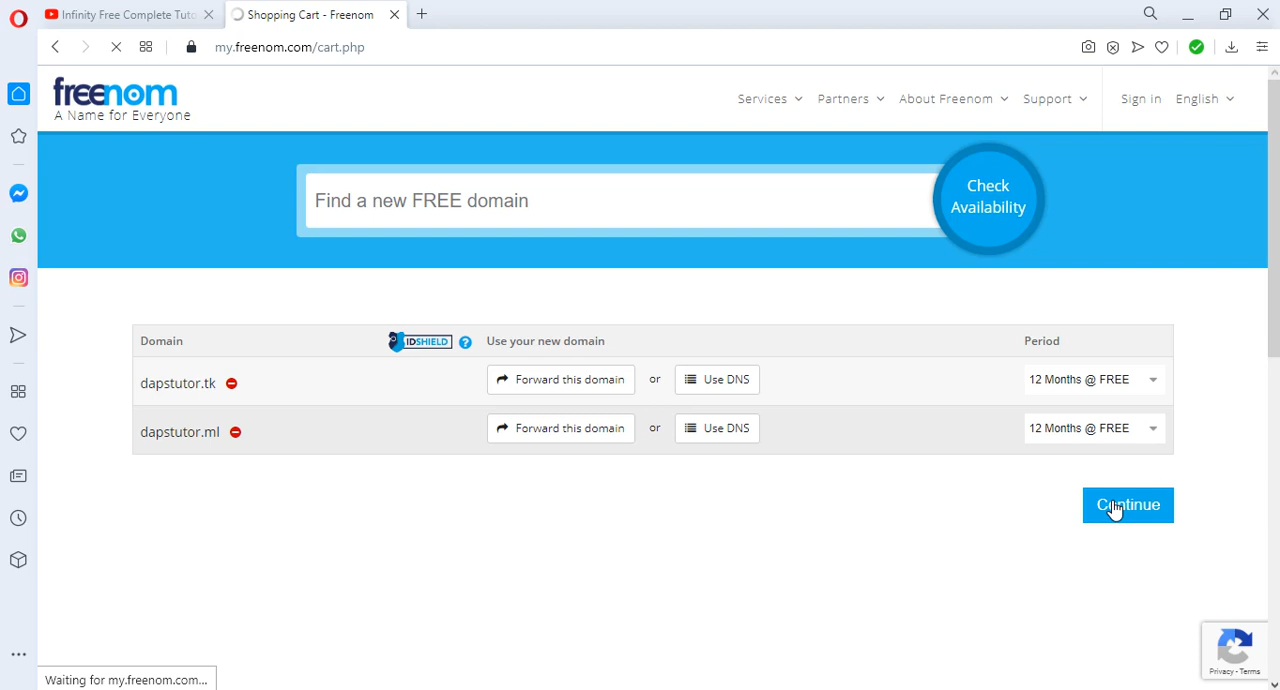 Infinity Free Complete Tuto
Shopping Cart - Freenom
my.freenom.com/cart.php
freenom
A Name for Everyone
Services
Partners
About Freenom
Support
Sign in
English
Find a new FREE domain
Check
Availability
Domain
IDSHIELD
?
Use your new domain
Period
dapstutor.tk
Forward this domain
or
Use DNS
12 Months @ FREE
dapstutor.ml
Forward this domain
or
Use DNS
12 Months @ FREE
Continue
Privacy - Terms
Waiting for my.freenom.com...